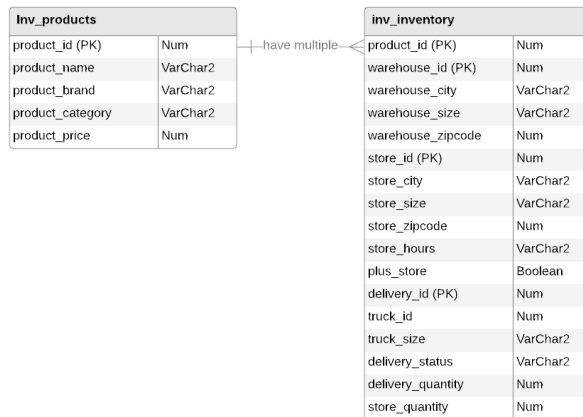 Inv_products
product_id (PK) Num
product_name VarChar2
product_brand VarChar2
product_category VarChar2
product_price Num
have multiple
inv_inventory
product_id (PK) Num
warehouse_id (PK) Num
warehouse_city VarChar2
warehouse_size VarChar2
warehouse_zipcode Num
store_id (PK) Num
store_city VarChar2
store_size VarChar2
store_zipcode Num
store_hours VarChar2
plus_store Boolean
delivery_id (PK) Num
truck_id Num
truck_size VarChar2
delivery_status VarChar2
delivery_quantity Num
store_quantity Num